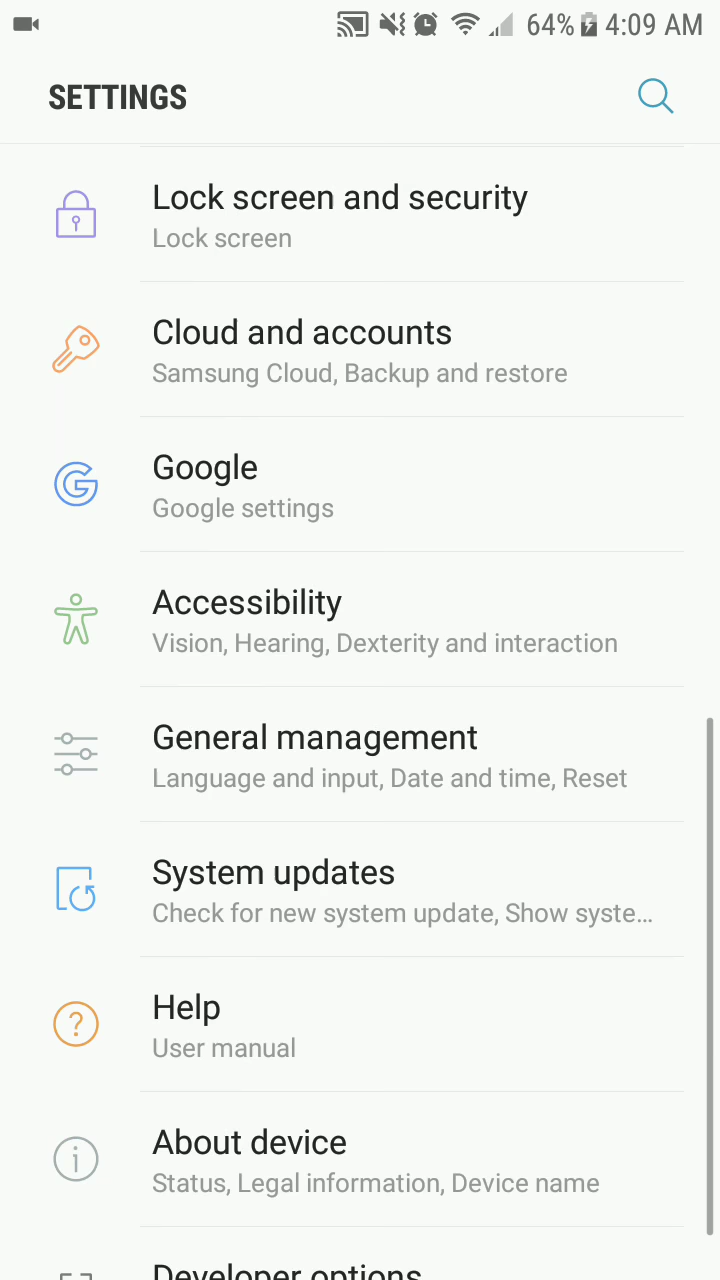 64% 4:09 AM
SETTINGS
Lock screen and security
Lock screen
Cloud and accounts
Samsung Cloud, Backup and restore
Google
Google settings
Accessibility
Vision, Hearing, Dexterity and interaction
General management
Language and input, Date and time, Reset
System updates
Check for new system update, Show syste...
Help
User manual
About device
Status, Legal information, Device name
Developer options